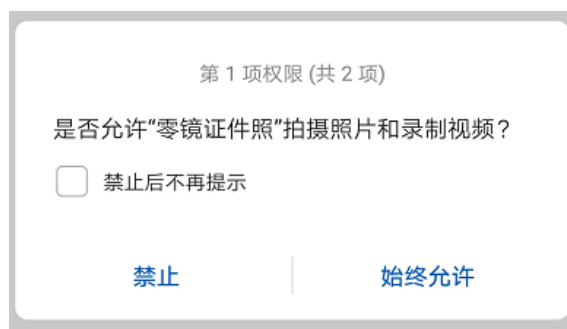 第 1 项权限 (共 2 项)
是否允许“零镜证件照”拍摄照片和录制视频？
禁止后不再提示
禁止
始终允许